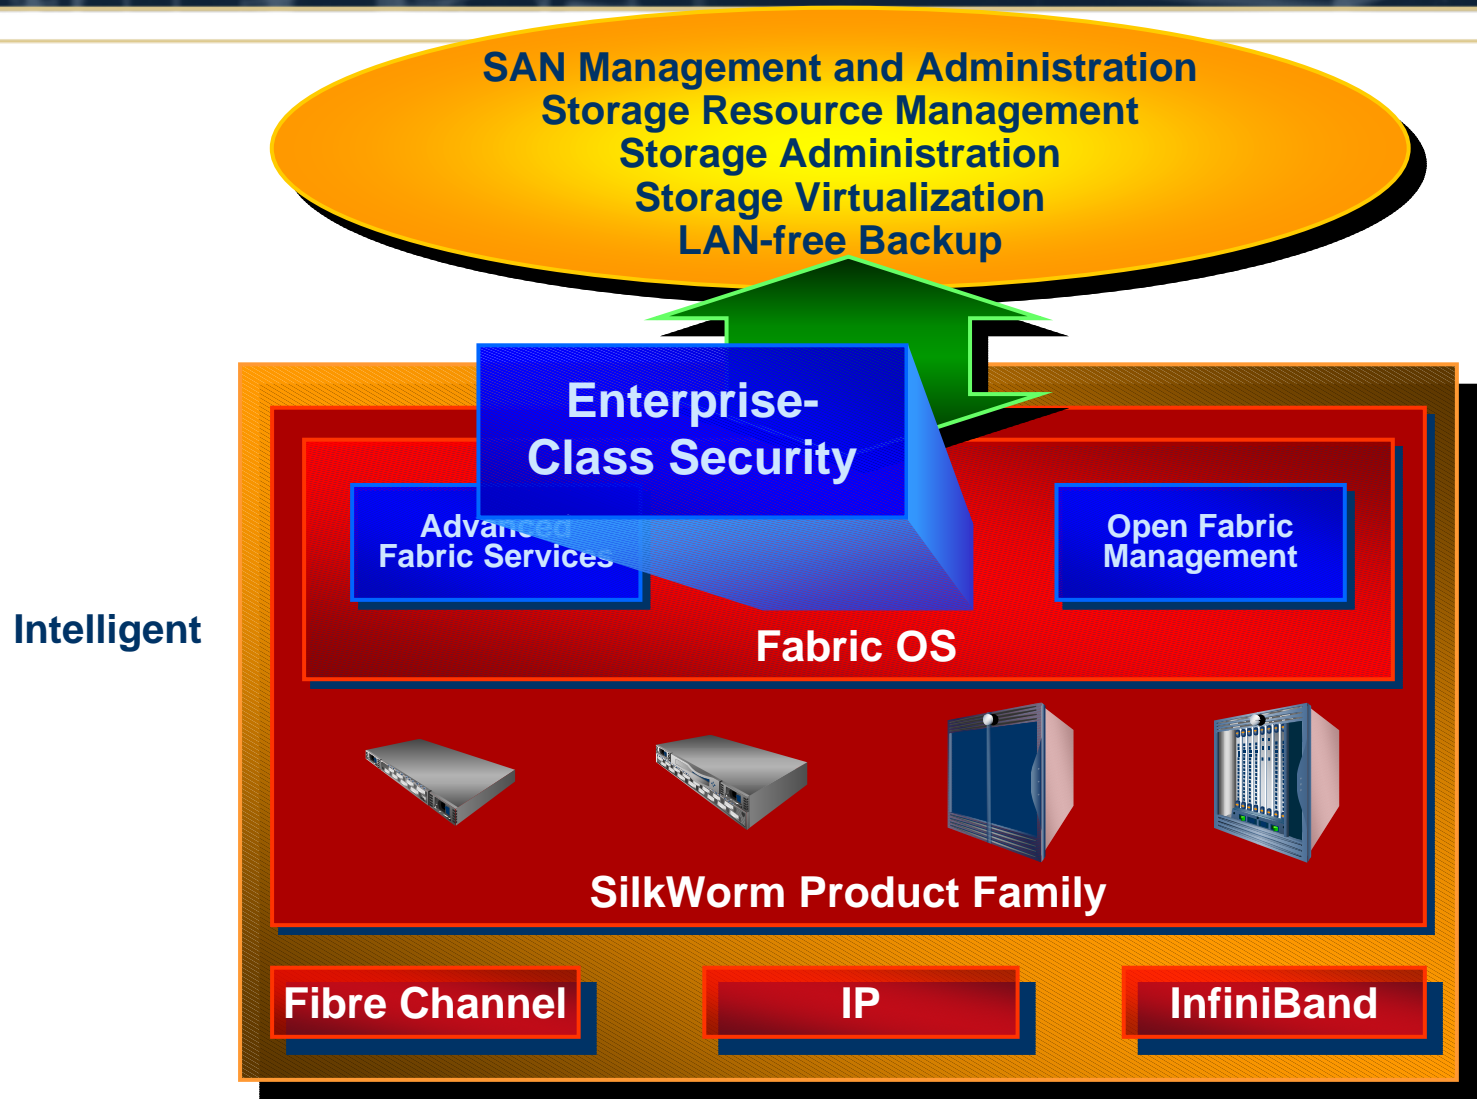 SAN Management and Administration
Storage Resource Management
Storage Administration
Storage Virtualization
LAN-free Backup
Enterprise-
Class Security
Advanced
Fabric Services
Open Fabric
Management
Intelligent
Fabric OS
SilkWorm Product Family
Fibre Channel
IP
InfiniBand